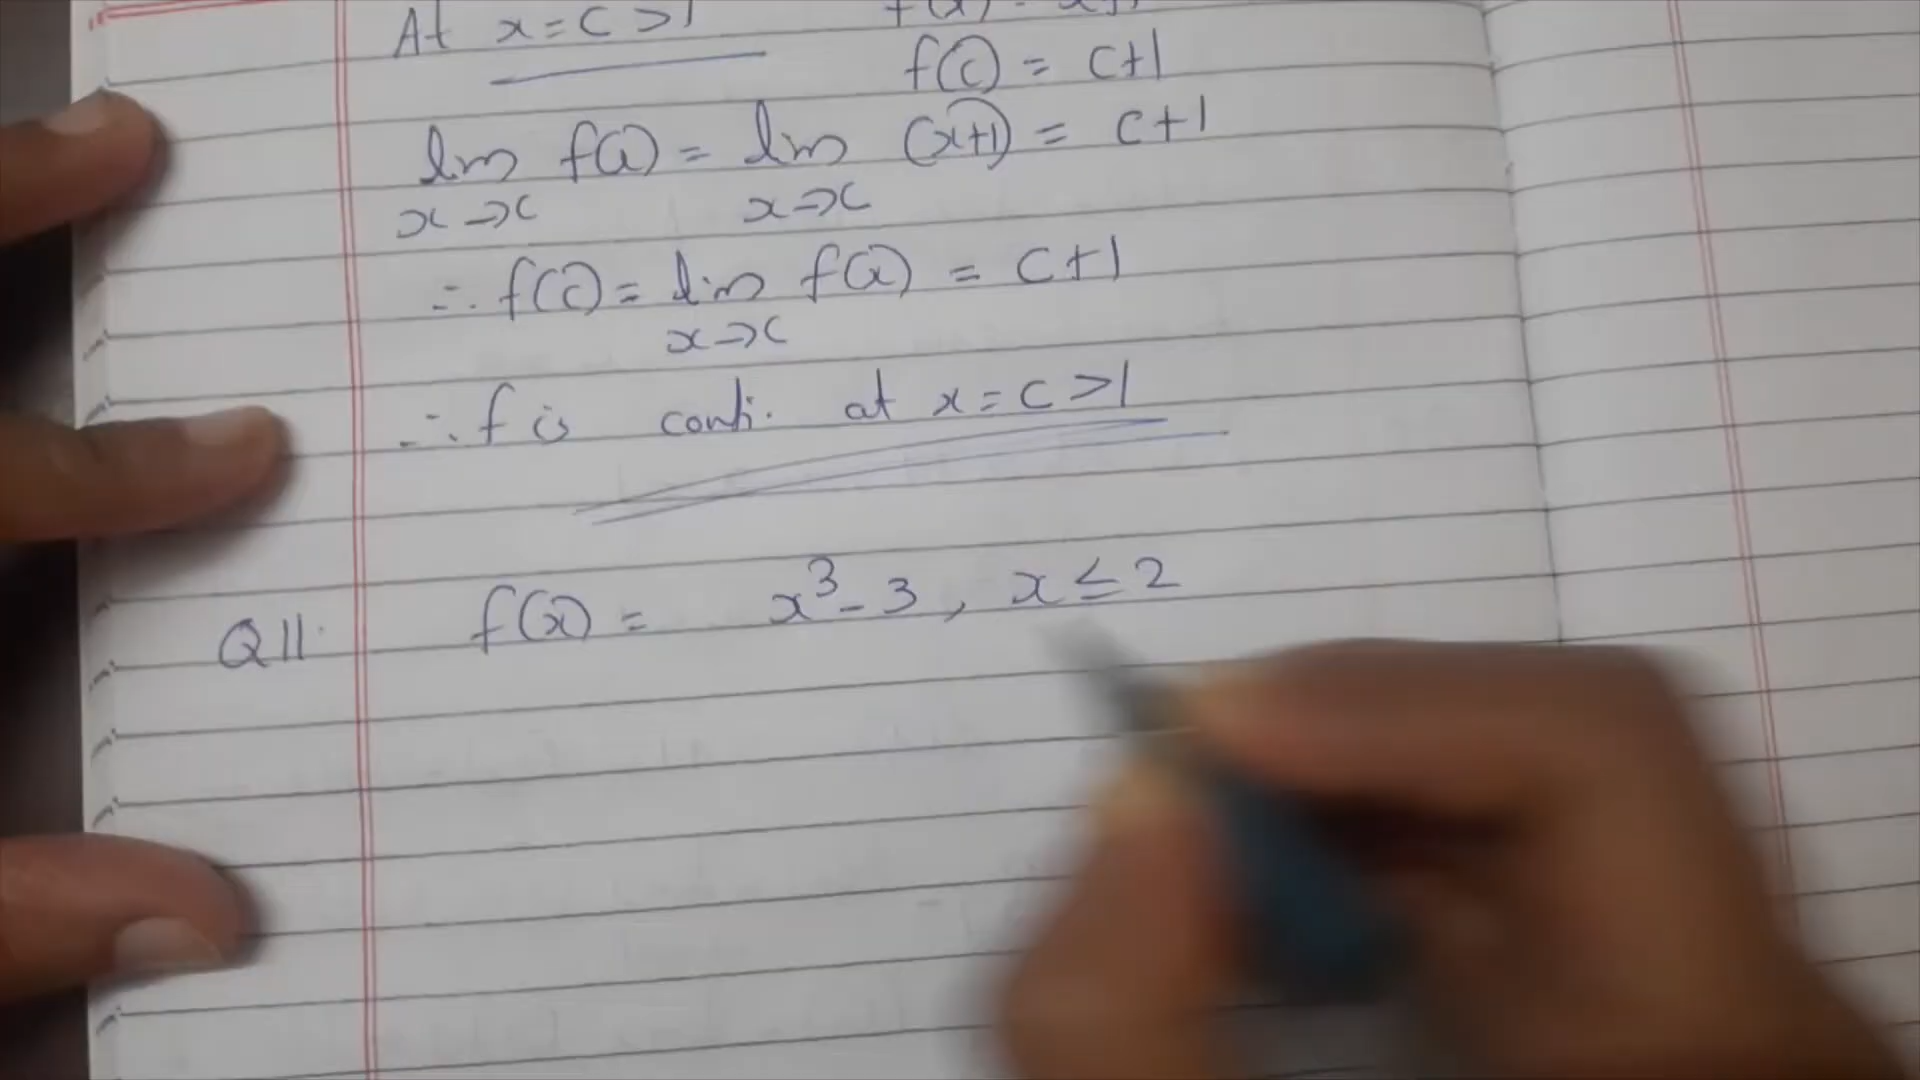 At x = c > 1
f(c) = c+1
lim f(x) = lim (x+1) = c+1
x→c x→c
∴ f(c) = lim f(x) = c+1
x→c
∴ f is conti. at x = c > 1
Q11. f(x) = x³ - 3, x ≤ 2